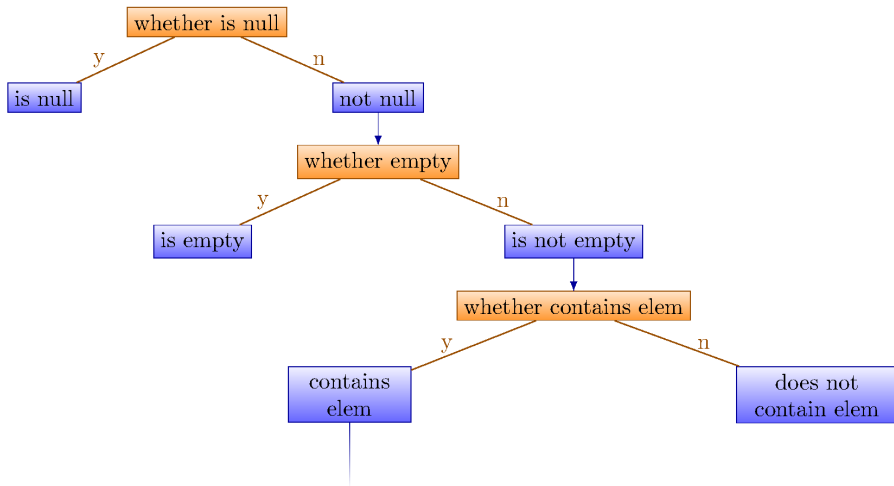 whether is null
y
n
is null
not null
whether empty
y
n
is empty
is not empty
whether contains elem
y
n
contains
elem
does not
contain elem